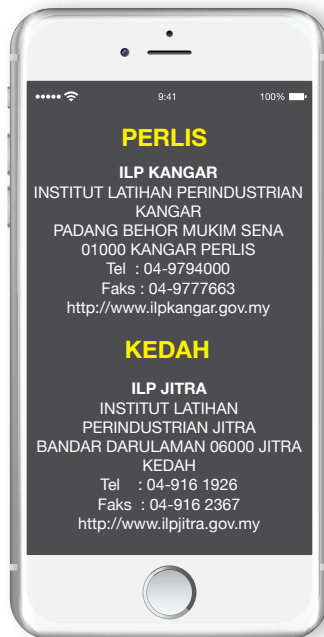 9:41
100%
PERLIS
ILP KANGAR
INSTITUT LATIHAN PERINDUSTRIAN
KANGAR
PADANG BEHOR MUKIM SENA
01000 KANGAR PERLIS
Tel : 04-9794000
Faks : 04-9777663
http://www.ilpkangar.gov.my
KEDAH
ILP JITRA
INSTITUT LATIHAN
PERINDUSTRIAN JITRA
BANDAR DARULAMAN 06000 JITRA
KEDAH
Tel : 04-916 1926
Faks : 04-916 2367
http://www.ilpjitra.gov.my